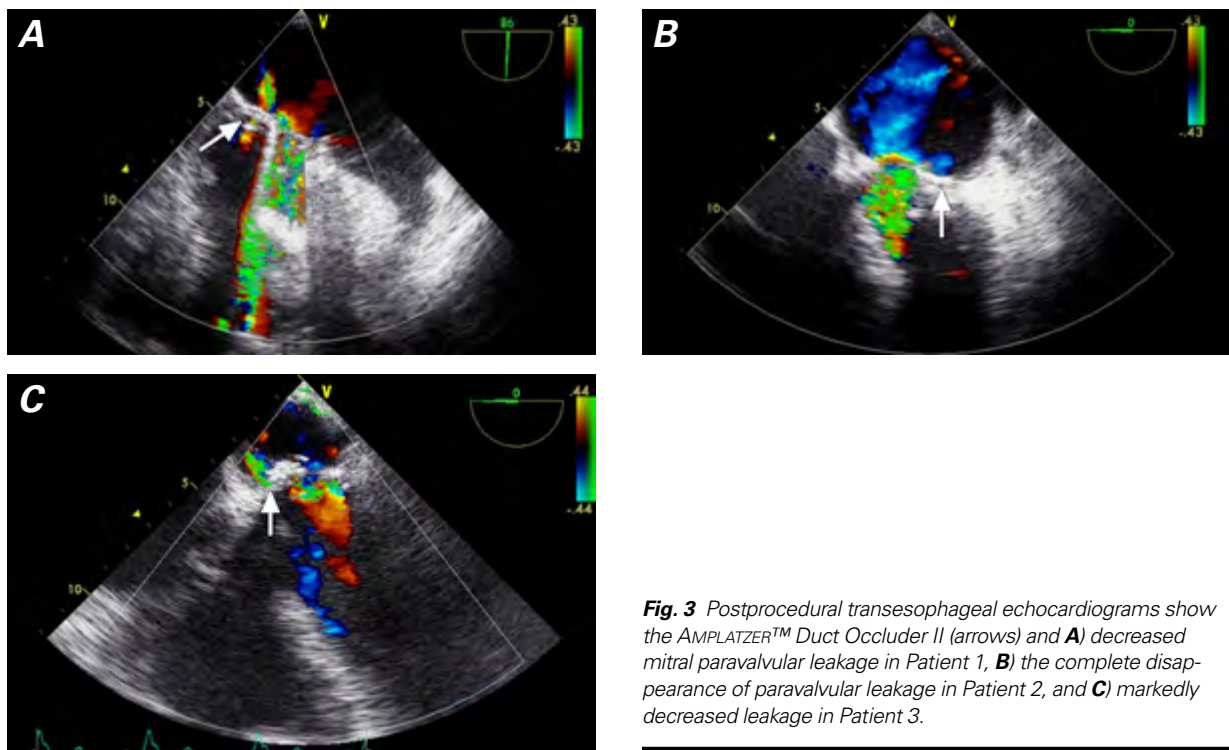 A
V
86
.43
-.43
5
10
B
V
0
.43
-.43
5
10
C
V
0
.44
-.44
5
10
Fig. 3 Postprocedural transesophageal echocardiograms show
the AMPLATZER™ Duct Occluder II (arrows) and A) decreased
mitral paravalvular leakage in Patient 1, B) the complete disap-
pearance of paravalvular leakage in Patient 2, and C) markedly
decreased leakage in Patient 3.